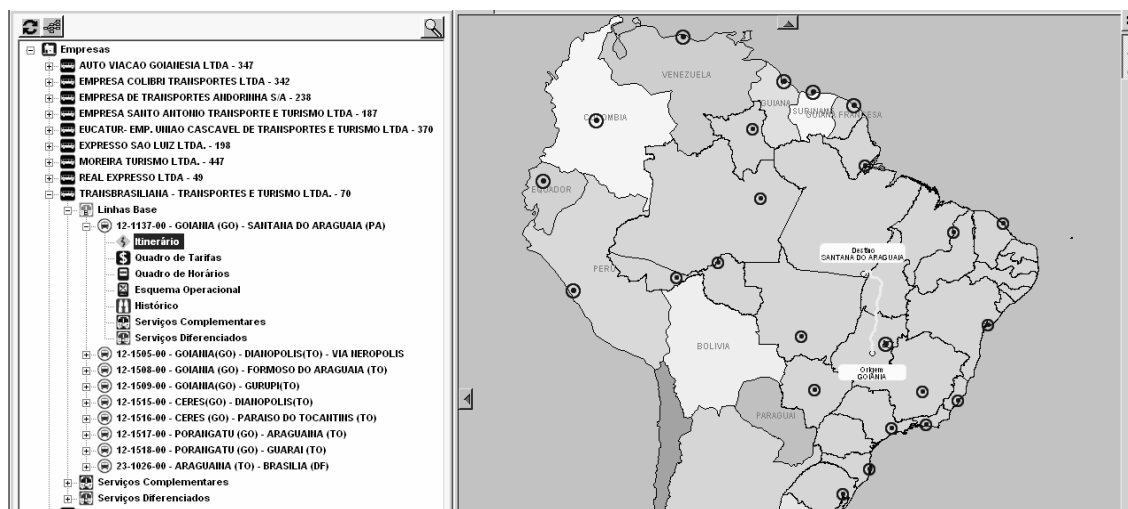 Empresas
AUTO VIACAO GOIANESIA LTDA - 347
EMPRESA COLIBRI TRANSPORTES LTDA - 342
EMPRESA DE TRANSPORTES ANDORINHA S/A - 238
EMPRESA SANTO ANTONIO TRANSPORTE E TURISMO LTDA - 187
EUCATUR- EMP. UNIAO CASCAVEL DE TRANSPORTES E TURISMO LTDA - 370
EXPRESSO SAO LUIZ LTDA. - 198
MOREIRA TURISMO LTDA. - 447
REAL EXPRESSO LTDA - 49
TRANSBRASILIANA - TRANSPORTES E TURISMO LTDA. - 70
Linhas Base
12-1137-00 - GOIANIA (GO) - SANTANA DO ARAGUAIA (PA)
Itinerário
Quadro de Tarifas
Quadro de Horários
Esquema Operacional
Histórico
Serviços Complementares
Serviços Diferenciados
12-1505-00 - GOIANIA(GO) - DIANOPOLIS(TO) - VIA NEROPOLIS
12-1508-00 - GOIANIA (GO) - FORMOSO DO ARAGUAIA (TO)
12-1509-00 - GOIANIA(GO) - GURUPI(TO)
12-1515-00 - CERES(GO) - DIANOPOLIS(TO)
12-1516-00 - CERES (GO) - PARAISO DO TOCANTINS (TO)
12-1517-00 - PORANGATU (GO) - ARAGUAINA (TO)
12-1518-00 - PORANGATU (GO) - GUARAI (TO)
23-1026-00 - ARAGUAINA (TO) - BRASILIA (DF)
Serviços Complementares
Serviços Diferenciados
VENEZUELA
GUIANA
SURINAME
GUIANA FRANCESA
COLOMBIA
EQUADOR
PERU
BOLIVIA
PARAGUAI
Destino
SANTANA DO ARAGUAIA
Origem
GOIÂNIA